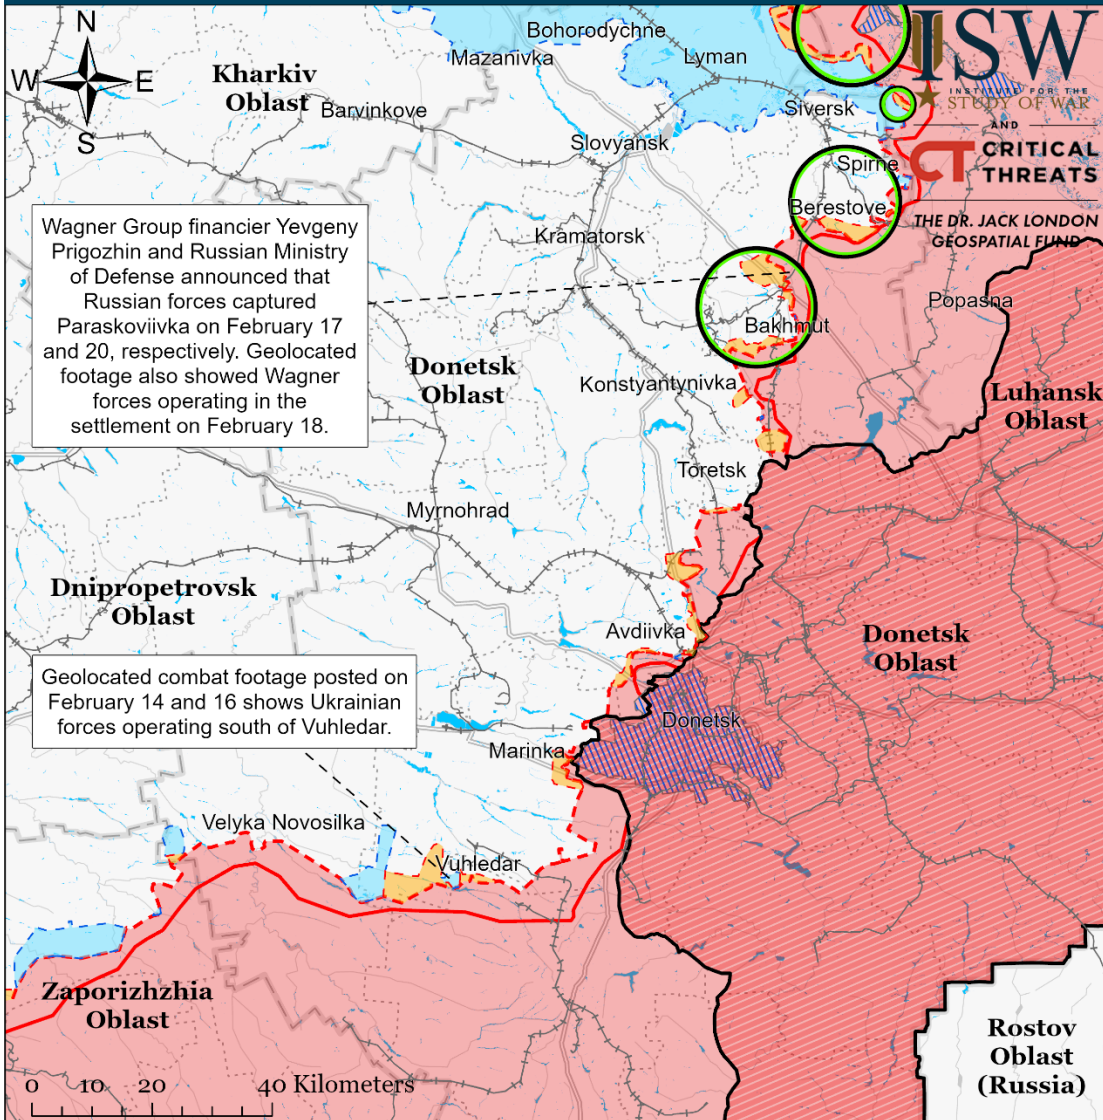 N
W
E
S
Bohorodychne
Mazanivka
Lyman
Kharkiv
Oblast
Barvinkove
Siversk
Slovyansk
Spirne
Berestove
Kramatorsk
ISW
INSTITUTE FOR THE
STUDY OF WAR
AND
CT CRITICAL
THREATS
THE DR. JACK LONDON
GEOSPATIAL FUND
Wagner Group financier Yevgeny
Prigozhin and Russian Ministry
of Defense announced that
Russian forces captured
Paraskoviivka on February 17
and 20, respectively. Geolocated
footage also showed Wagner
forces operating in the
settlement on February 18.
Popasna
Bakhmut
Donetsk
Oblast
Konstyantynivka
Luhansk
Oblast
Toretsk
Myrnohrad
Dnipropetrovsk
Oblast
Avdiivka
Donetsk
Oblast
Geolocated combat footage posted on
February 14 and 16 shows Ukrainian
forces operating south of Vuhledar.
Donetsk
Marinka
Velyka Novosilka
Vuhledar
Zaporizhzhia
Oblast
Rostov
Oblast
(Russia)
0 10 20 40 Kilometers